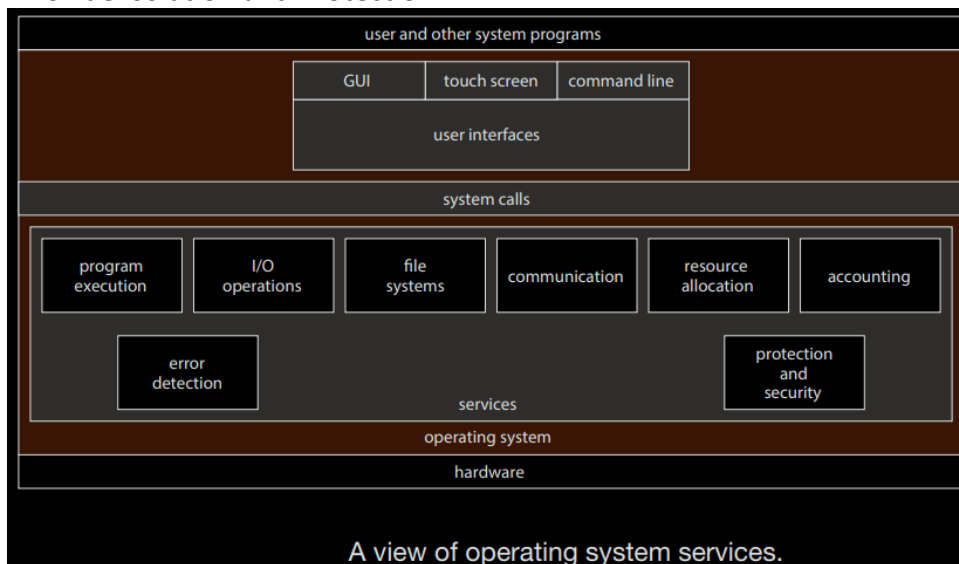 user and other system programs
GUI touch screen command line
user interfaces
system calls
program execution
I/O operations
file systems
communication
resource allocation
accounting
error detection
protection and security
services
operating system
hardware
A view of operating system services.